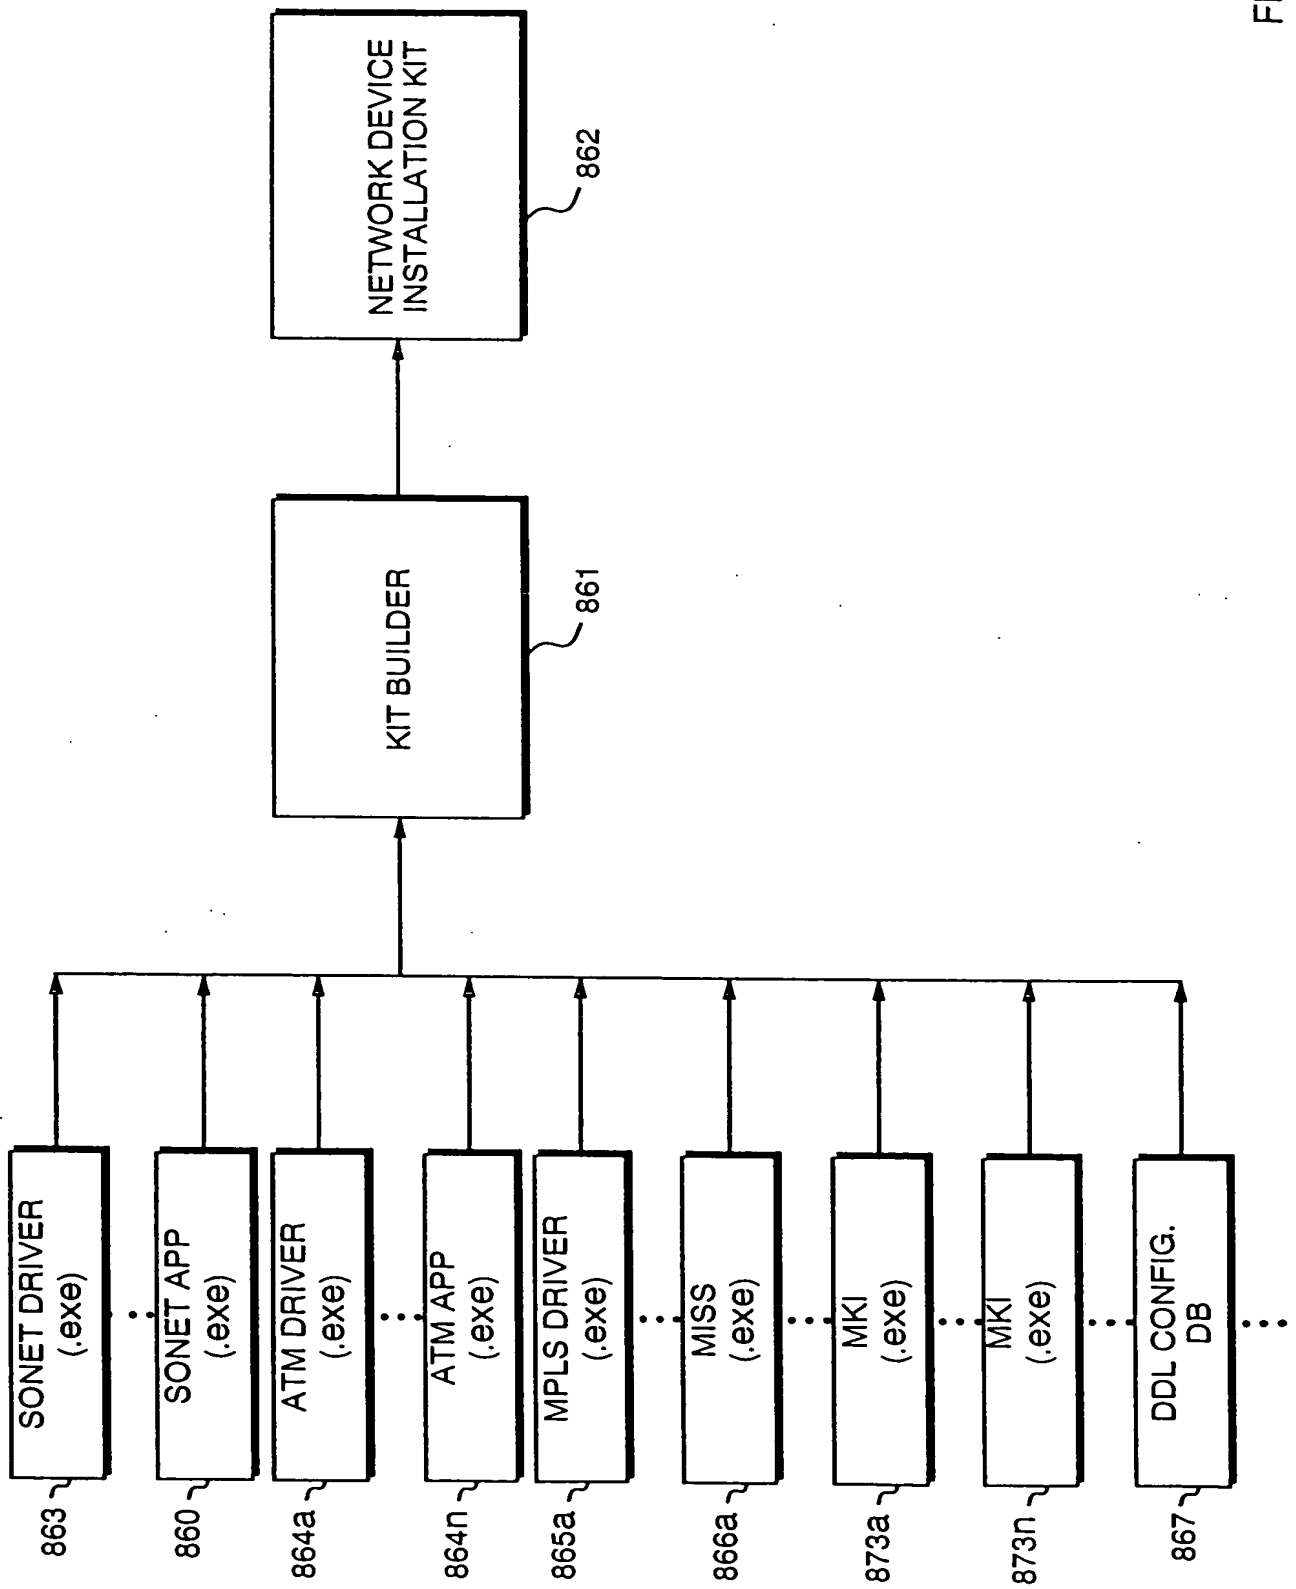 863
SONET DRIVER
(.exe)
860
SONET APP
(.exe)
864a
ATM DRIVER
(.exe)
864n
ATM APP
(.exe)
865a
MPLS DRIVER
(.exe)
866a
MISS
(.exe)
873a
MKI
(.exe)
873n
MKI
(.exe)
867
DDL CONFIG.
DB
KIT BUILDER
861
NETWORK DEVICE
INSTALLATION KIT
862